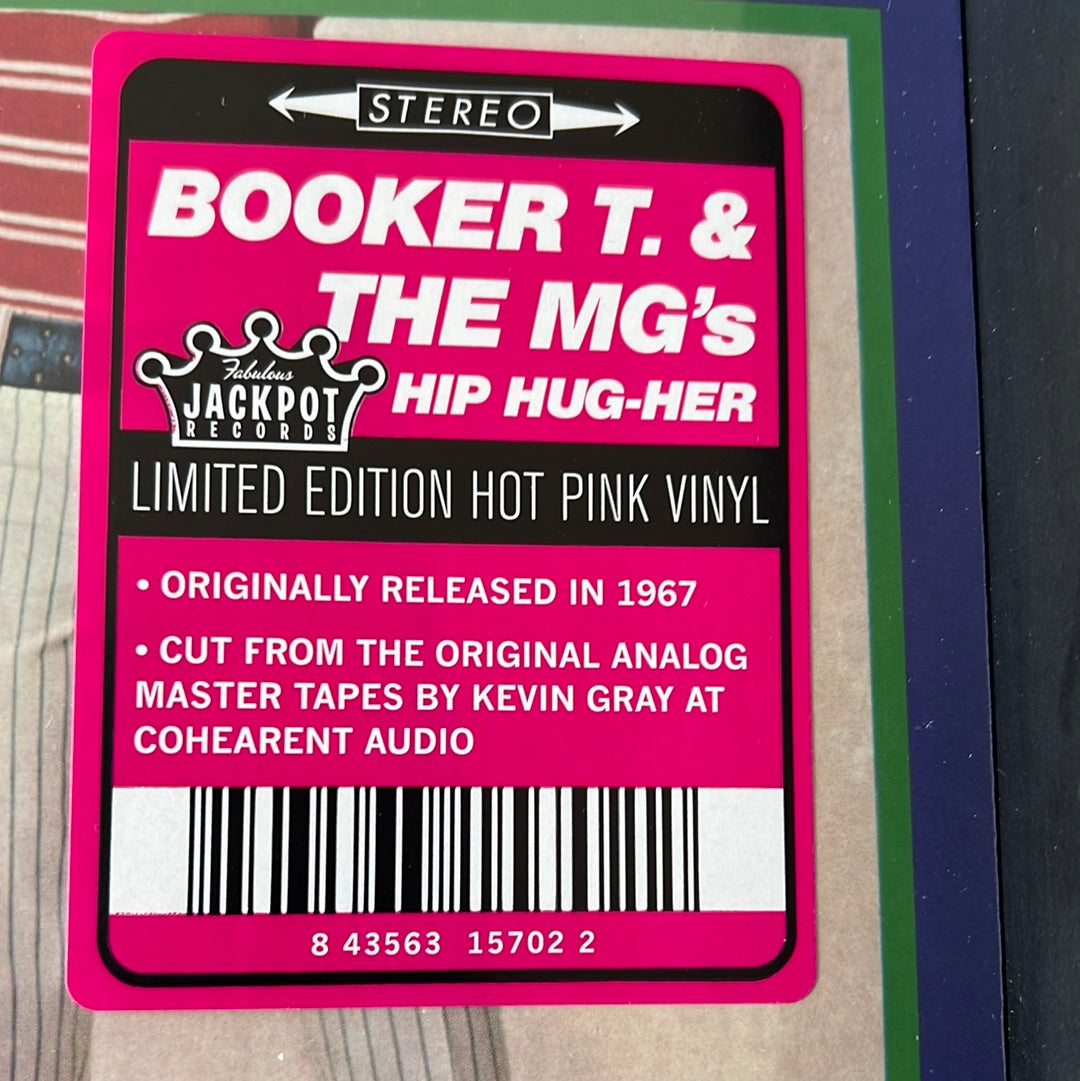 STEREO
BOOKER T. &
THE MG's
Fabulous
JACKPOT
RECORDS
HIP HUG-HER
LIMITED EDITION HOT PINK VINYL
• ORIGINALLY RELEASED IN 1967
• CUT FROM THE ORIGINAL ANALOG
MASTER TAPES BY KEVIN GRAY AT
COHEARENT AUDIO
8 43563 15702 2